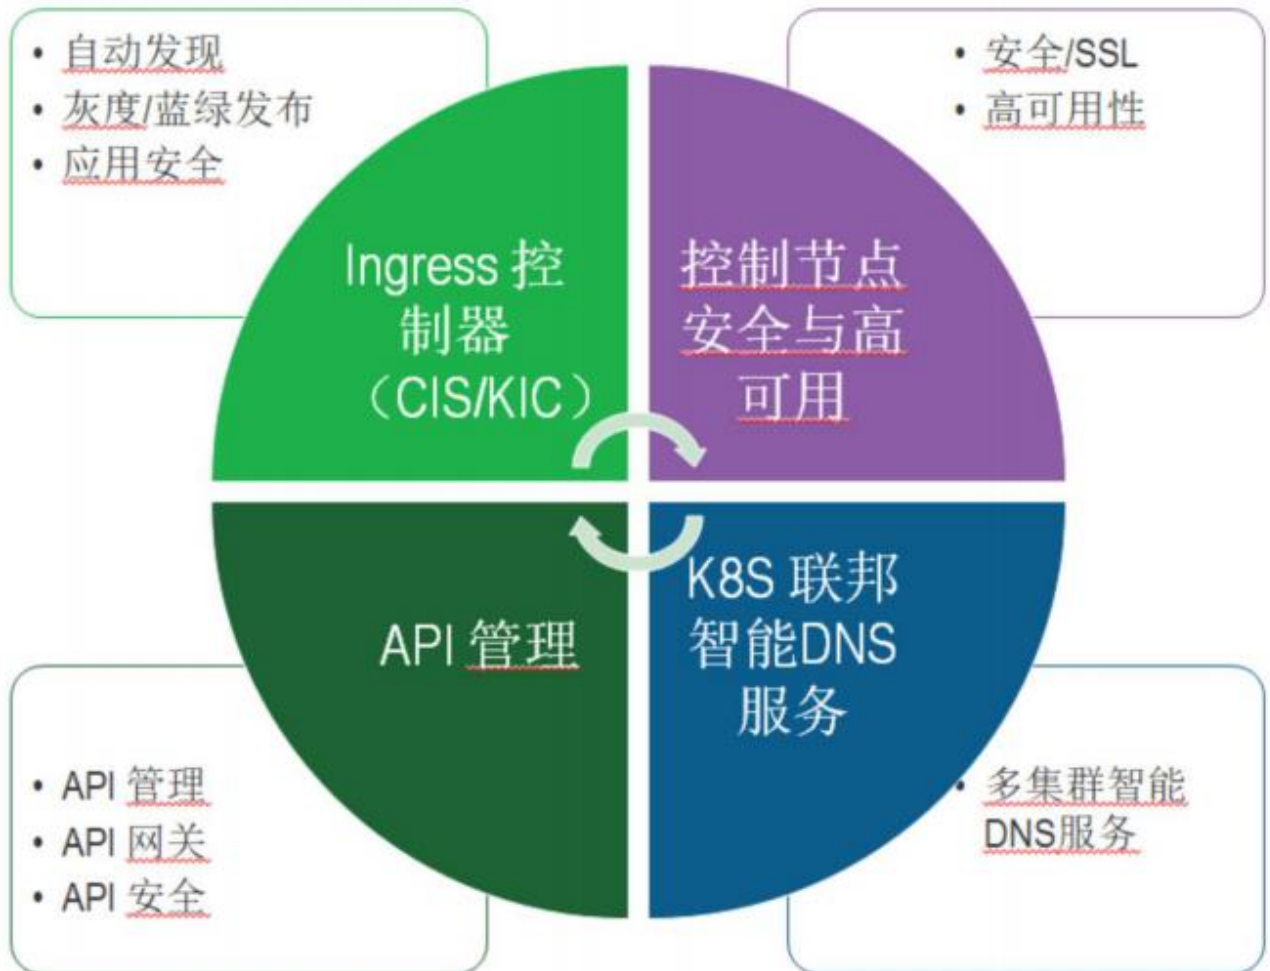 • 自动发现
• 灰度/蓝绿发布
• 应用安全
• 安全/SSL
• 高可用性
Ingress 控
制器
（CIS/KIC）
控制节点
安全与高
可用
API 管理
K8S 联邦
智能DNS
服务
• API 管理
• API 网关
• API 安全
• 多集群智能
DNS服务